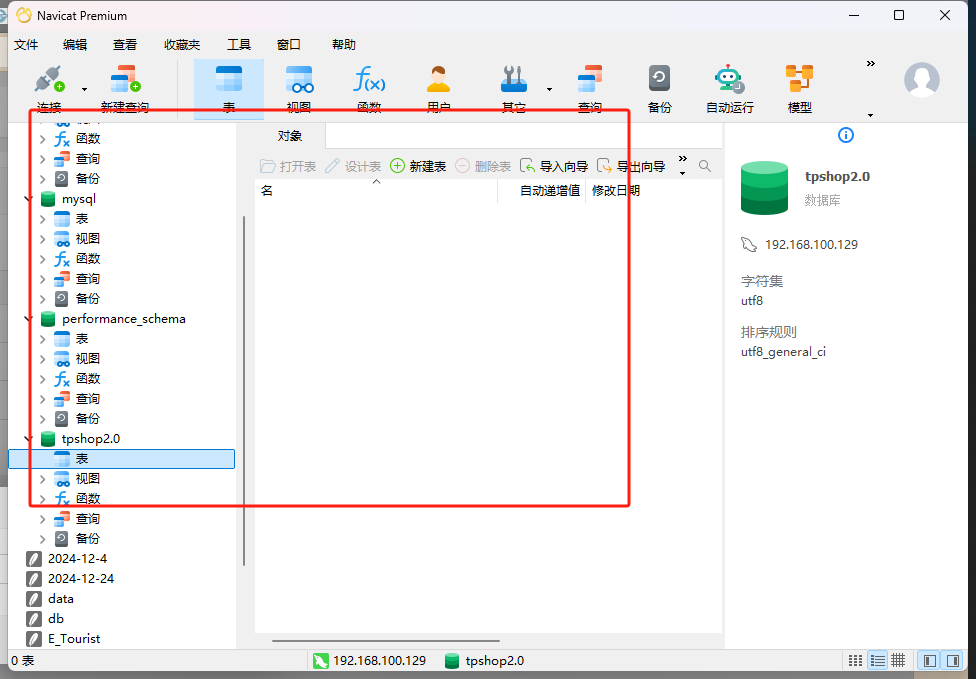 Navicat Premium
文件 编辑 查看 收藏夹 工具 窗口 帮助
连接 新建查询 表 视图 函数 用户 其它 查询 备份 自动运行 模型
视图
函数
查询
备份
mysql
表
视图
函数
查询
备份
performance_schema
表
视图
函数
查询
备份
tpshop2.0
表
视图
函数
查询
备份
2024-12-4
2024-12-24
data
db
E_Tourist
对象
打开表 设计表 新建表 删除表 导入向导 导出向导
名 自动递增值 修改日期
tpshop2.0
数据库
192.168.100.129
字符集
utf8
排序规则
utf8_general_ci
0 表 192.168.100.129 tpshop2.0